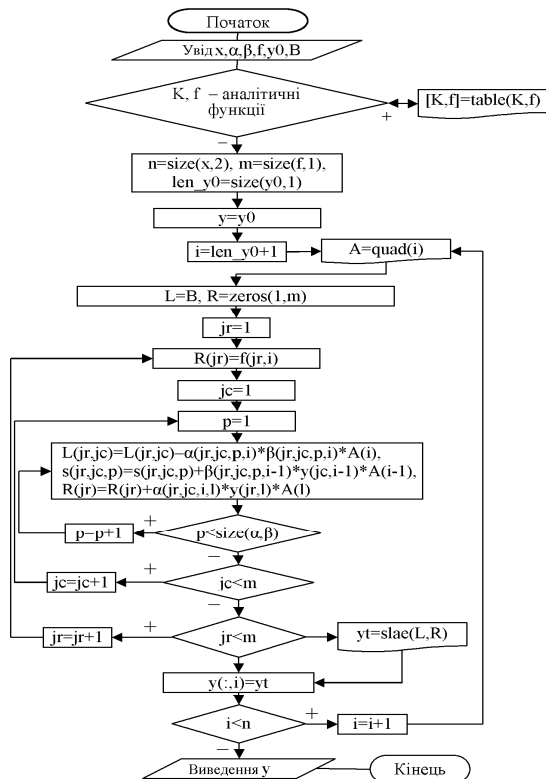 Початок
Увід x,α,β,f,y0,B
K, f – аналітичні
функції
+
[K,f]=table(K,f)
–
n=size(x,2), m=size(f,1),
len_y0=size(y0,1)
y=y0
i=len_y0+1
A=quad(i)
L=B, R=zeros(1,m)
jr=1
R(jr)=f(jr,i)
jc=1
p=1
L(jr,jc)=L(jr,jc)–α(jr,jc,p,i)*β(jr,jc,p,i)*A(i),
s(jr,jc,p)=s(jr,jc,p)+β(jr,jc,p,i-1)*y(jc,i-1)*A(i-1),
R(jr)=R(jr)+α(jr,jc,i,l)*y(jr,l)*A(l)
p–p+1
+
p<size(α,β)
–
jc=jc+1
+
jc<m
–
jr=jr+1
+
jr<m
yt=slae(L,R)
–
y(:,i)=yt
i<n
+
i=i+1
–
Виведення y
Кінець